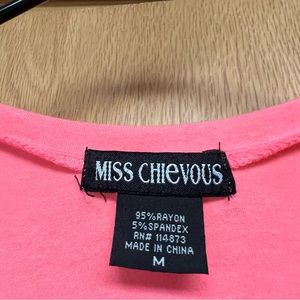 MISS CHIEVOUS
95% RAYON
5% SPANDEX
RN# 114873
MADE IN CHINA
M